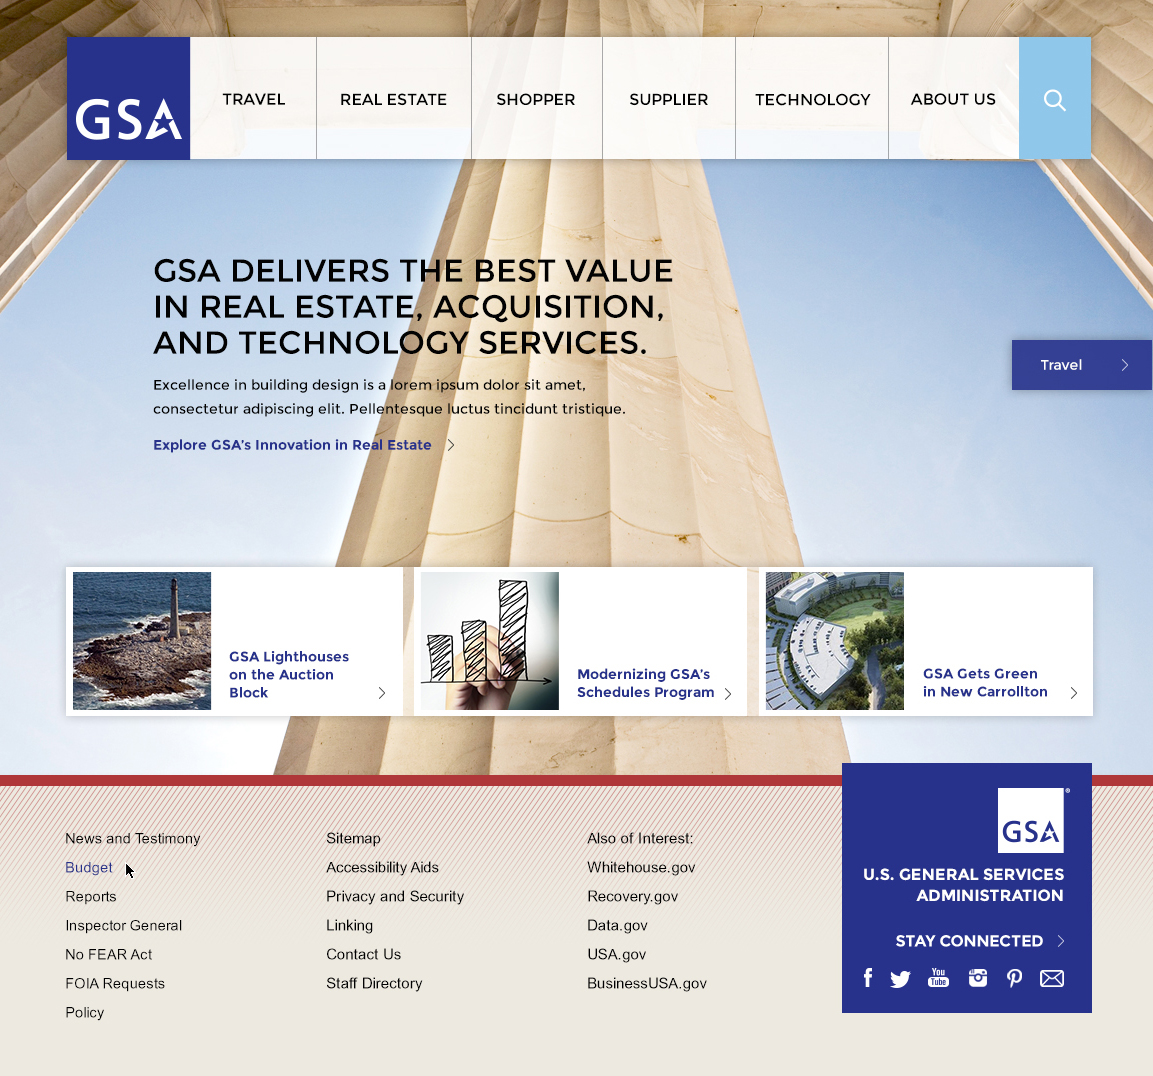 GSA
TRAVEL
REAL ESTATE
SHOPPER
SUPPLIER
TECHNOLOGY
ABOUT US
GSA DELIVERS THE BEST VALUE
IN REAL ESTATE, ACQUISITION,
AND TECHNOLOGY SERVICES.
Excellence in building design is a lorem ipsum dolor sit amet,
consectetur adipiscing elit. Pellentesque luctus tincidunt tristique.
Explore GSA’s Innovation in Real Estate
Travel
GSA Lighthouses
on the Auction
Block
Modernizing GSA’s
Schedules Program
GSA Gets Green
in New Carrollton
News and Testimony
Budget
Reports
Inspector General
No FEAR Act
FOIA Requests
Policy
Sitemap
Accessibility Aids
Privacy and Security
Linking
Contact Us
Staff Directory
Also of Interest:
Whitehouse.gov
Recovery.gov
Data.gov
USA.gov
BusinessUSA.gov
GSA®
U.S. GENERAL SERVICES
ADMINISTRATION
STAY CONNECTED
You
Tube